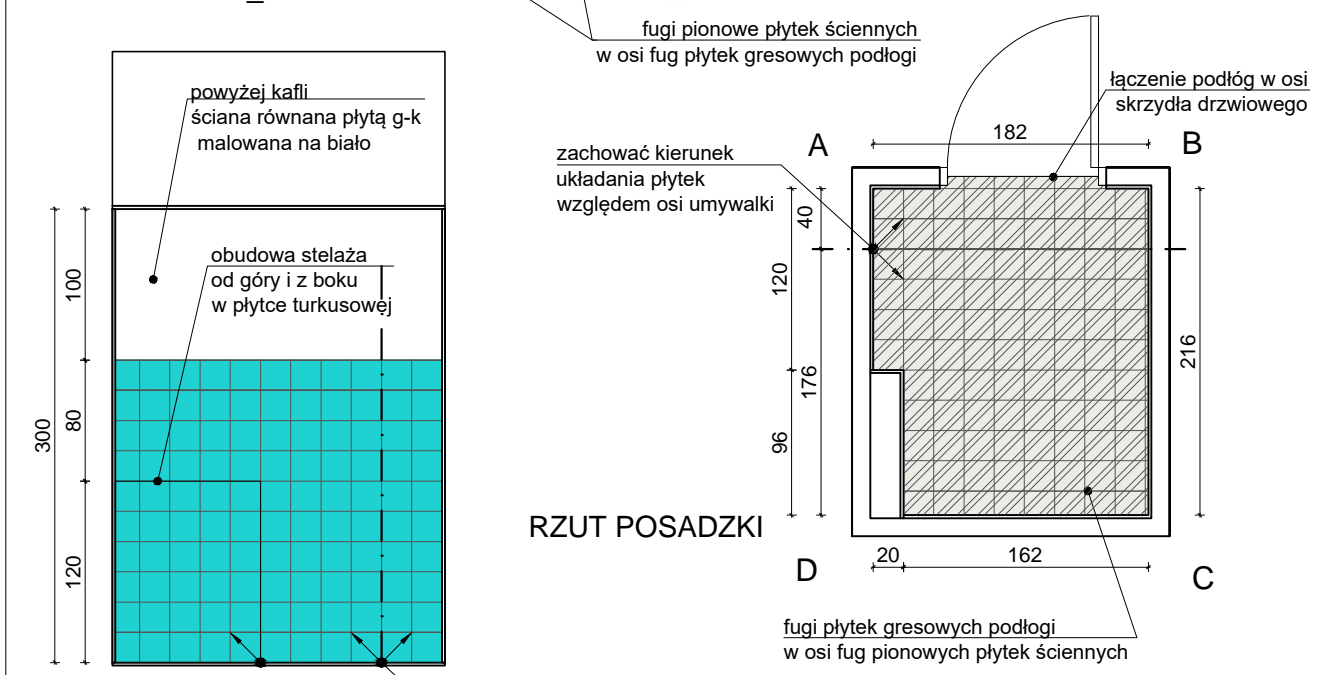 fugi pionowe płytek ściennych
w osi fug płytek gresowych podłogi
powyżej kafli
ściana równana płytą g-k
malowana na biało
łączenie podłóg w osi
skrzydła drzwiowego
182
A
B
zachować kierunek
układania płytek
względem osi umywalki
40
120
176
96
216
obudowa stelaża
od góry i z boku
w płytce turkusowej
100
80
300
120
RZUT POSADZKI
20
162
D
C
fugi płytek gresowych podłogi
w osi fug pionowych płytek ściennych